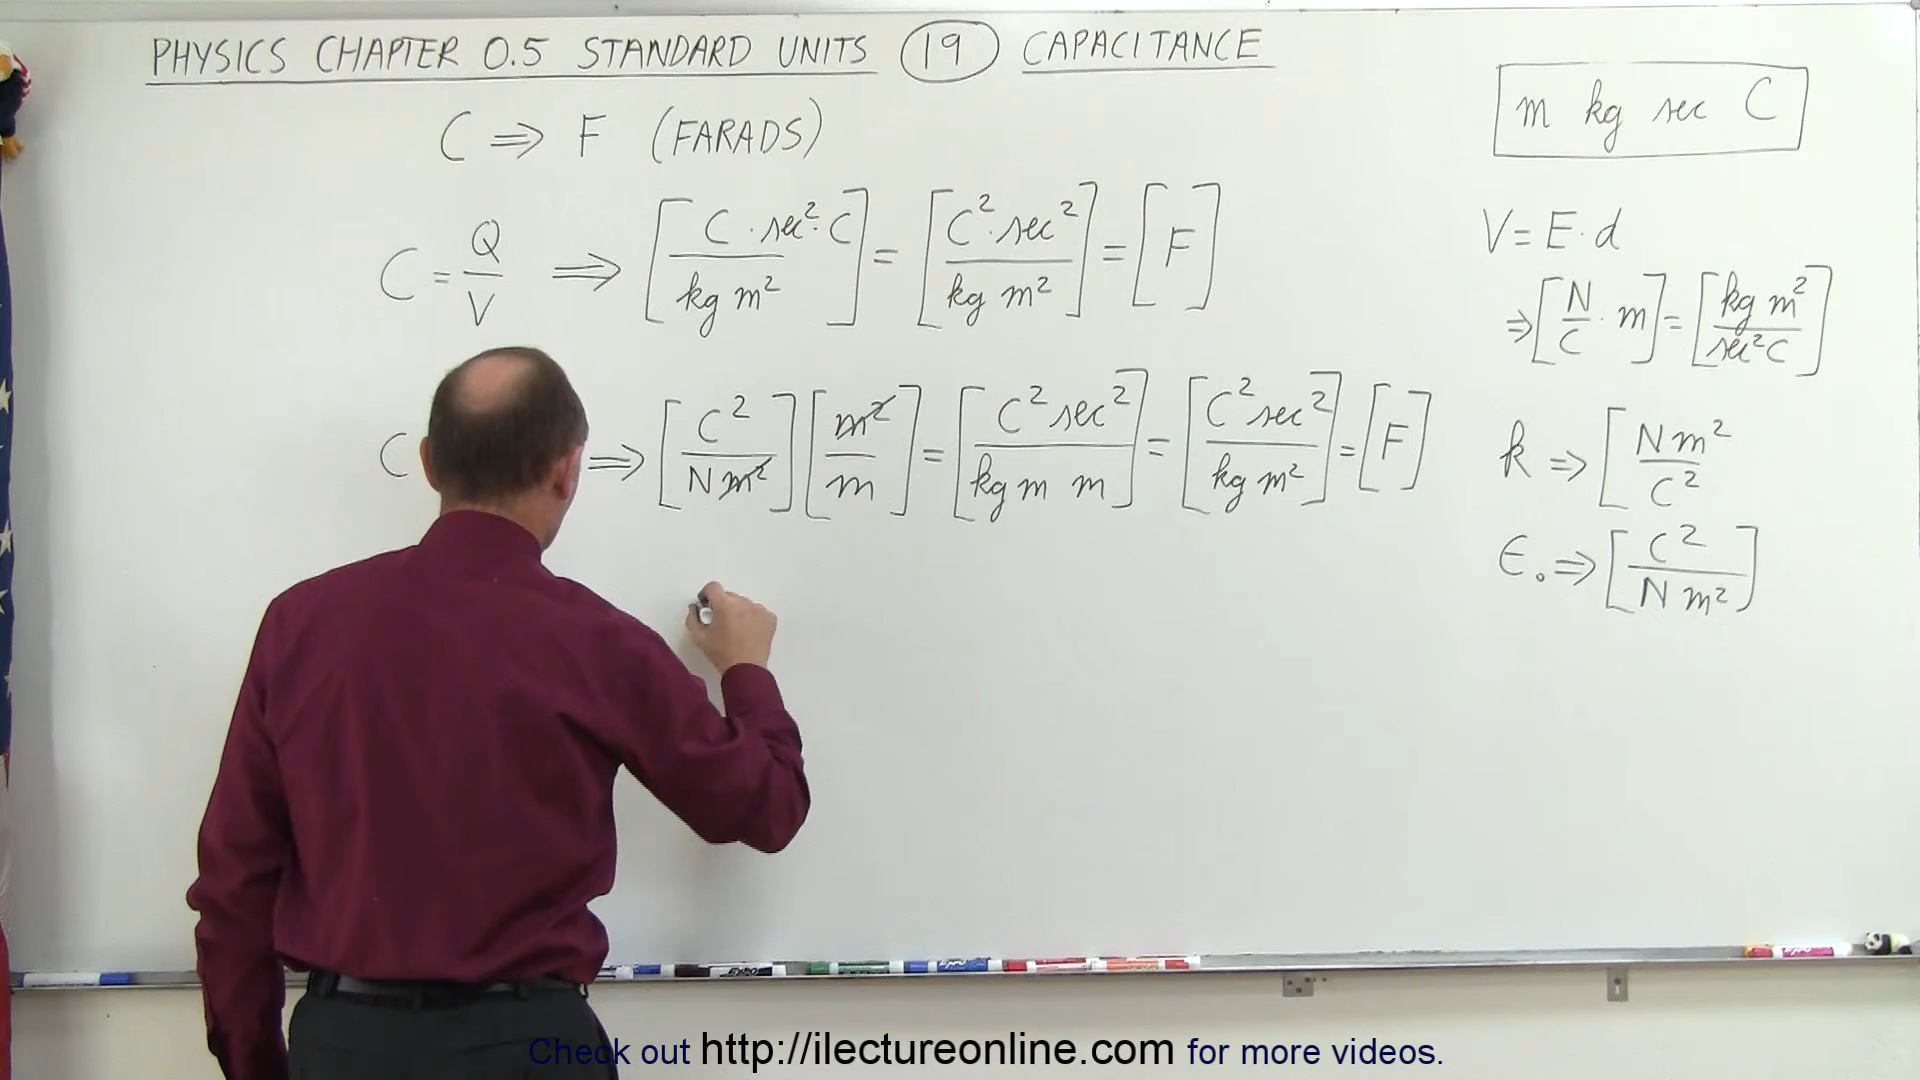 PHYSICS CHAPTER 0.5 STANDARD UNITS 19 CAPACITANCE
m kg sec C
C ⇒ F (FARADS)
C = Q/V ⇒ [C · sec² · C / kg m²] = [C² · sec² / kg m²] = [F]
V = E · d
⇒ [N/C · m] = [kg m² / sec² C]
C ⇒ [C² / N m²] [m² / m] = [C² sec² / kg m m] = [C² sec² / kg m²] = [F]
k ⇒ [N m² / C²
ϵ₀ ⇒ [C² / N m²]
Check out http://ilectureonline.com for more videos.